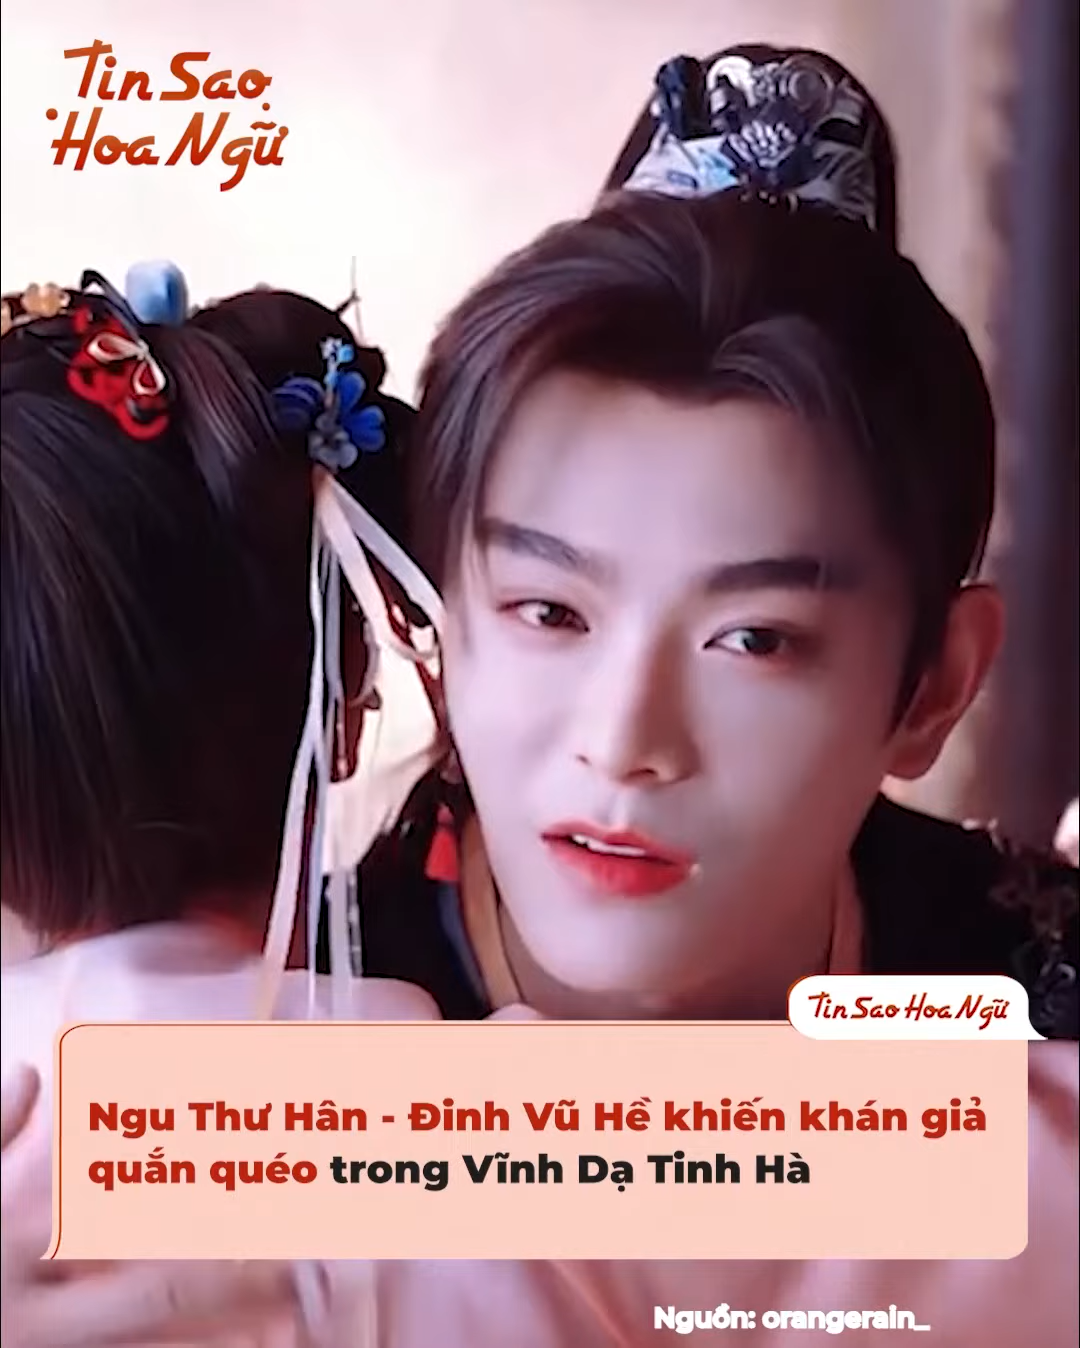 Tin Sao
Hoa Ngữ
Tin Sao Hoa Ngữ
Ngu Thư Hân - Đinh Vũ Hề khiến khán giả
quắn quéo trong Vĩnh Dạ Tinh Hà
Nguồn: orangerain_